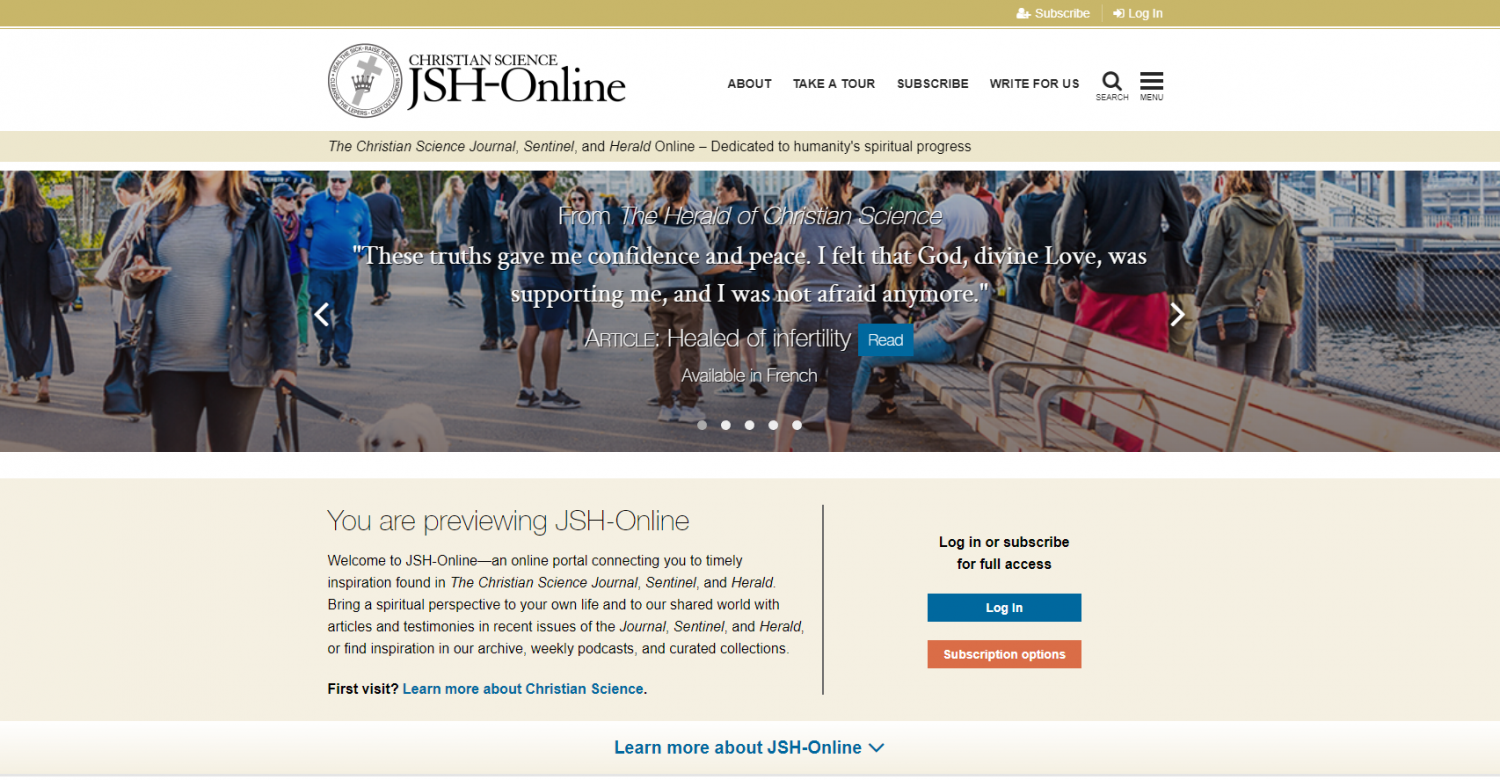 Subscribe
Log In
HEAL THE SICK · RAISE THE DEAD · CLEANSE THE LEPERS · CAST OUT DEMONS ·
CHRISTIAN SCIENCE
JSH-Online
ABOUT
TAKE A TOUR
SUBSCRIBE
WRITE FOR US
SEARCH
MENU
The Christian Science Journal, Sentinel, and Herald Online – Dedicated to humanity's spiritual progress
From The Herald of Christian Science
"These truths gave me confidence and peace. I felt that God, divine Love, was
supporting me, and I was not afraid anymore."
ARTICLE: Healed of infertility Read
Available in French
You are previewing JSH-Online
Welcome to JSH-Online—an online portal connecting you to timely
inspiration found in The Christian Science Journal, Sentinel, and Herald.
Bring a spiritual perspective to your own life and to our shared world with
articles and testimonies in recent issues of the Journal, Sentinel, and Herald,
or find inspiration in our archive, weekly podcasts, and curated collections.
First visit? Learn more about Christian Science.
Log in or subscribe
for full access
Log In
Subscription options
Learn more about JSH-Online